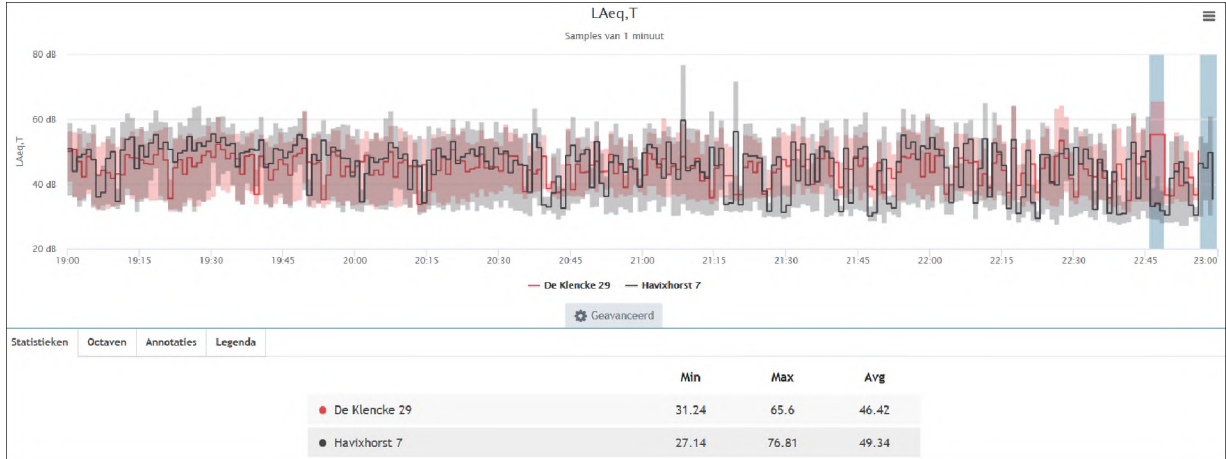 LAeq,T
Samples van 1 minuut
80 dB
60 dB
40 dB
20 dB
LAeq,T
19:00 19:15 19:30 19:45 20:00 20:15 20:30 20:45 21:00 21:15 21:30 21:45 22:00 22:15 22:30 22:45 23:00
De Klencke 29 Havixhorst 7
Geavanceerd
Statistieken Octaven Annotaties Legenda
Min Max Avg
De Klencke 29 31.24 65.6 46.42
Havixhorst 7 27.14 76.81 49.34